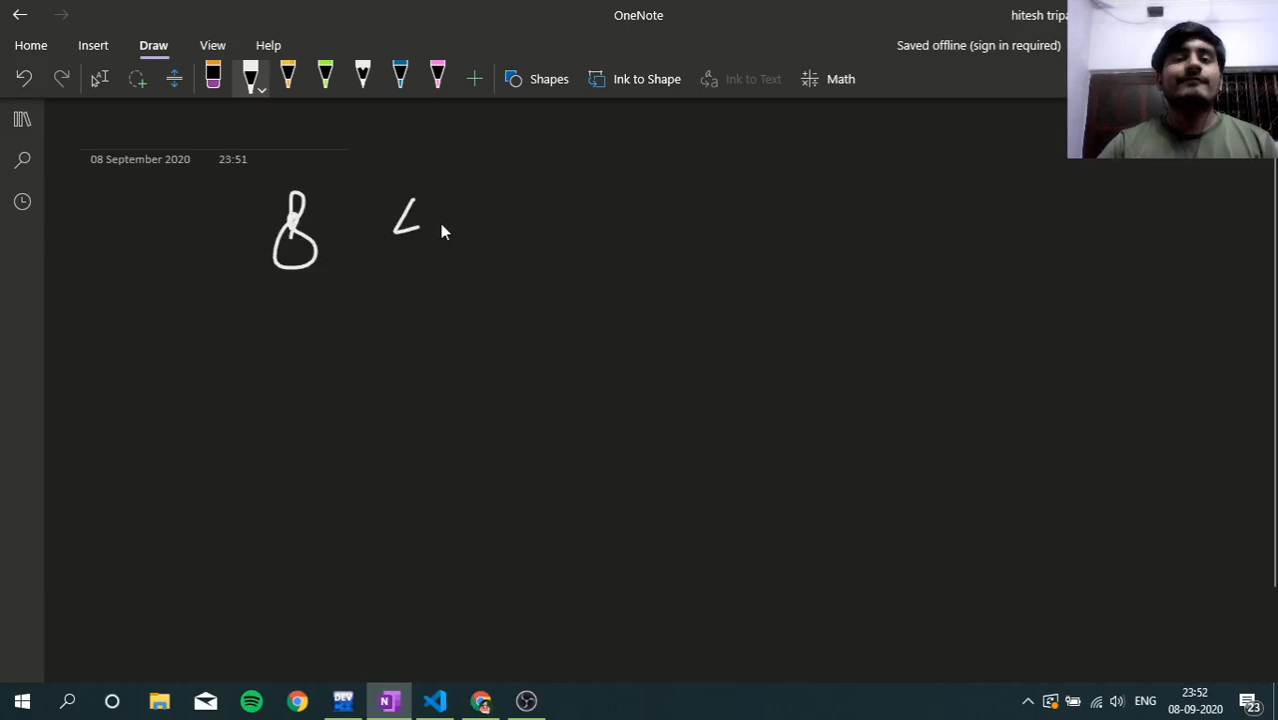 OneNote
hitesh tripa
Home Insert Draw View Help
Saved offline (sign in required)
Shapes Ink to Shape Ink to Text Math
08 September 2020 23:51
8
DEV
N
ENG
23:52
08-09-2020
23